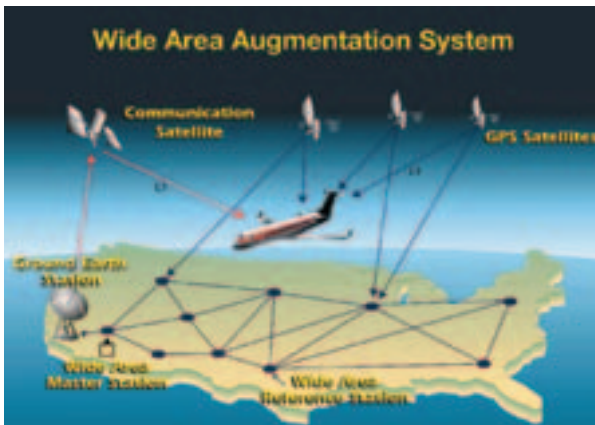 Wide Area Augmentation System
Communication
Satellite
GPS Satellites
L1
Ground Earth
Station
Wide Area
Master Station
Wide Area
Reference Station